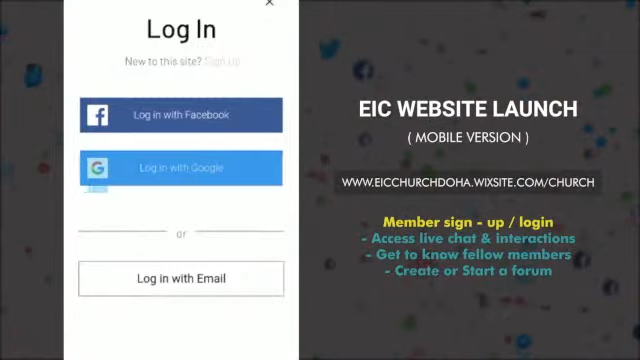 Log In
New to this site? Sign Up
Log in with Facebook
Log in with Google
or
Log in with Email
EIC WEBSITE LAUNCH
( MOBILE VERSION )
WWW.EICCHURCHDOHA.WIXSITE.COM/CHURCH
Member sign - up / login
- Access live chat & interactions
- Get to know fellow members
- Create or Start a forum